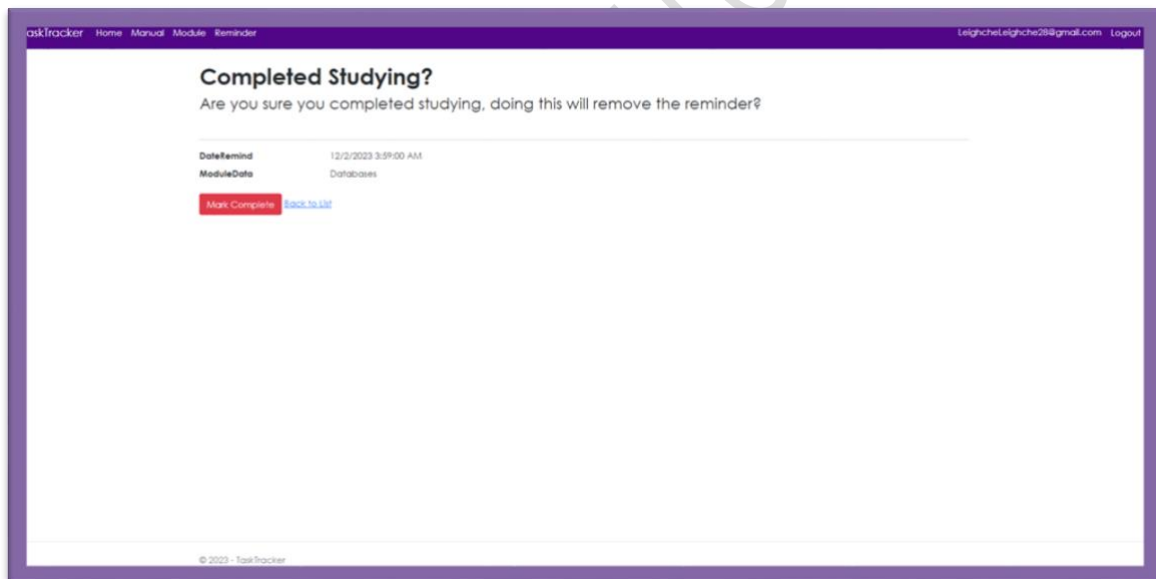 askTracker Home Manual Module Reminder LeighcheLeighche28@gmail.com Logout
Completed Studying?
Are you sure you completed studying, doing this will remove the reminder?
DateRemind 12/2/2023 3:59:00 AM
ModuleData Databases
Mark Complete Back to List
© 2023 - TaskTracker